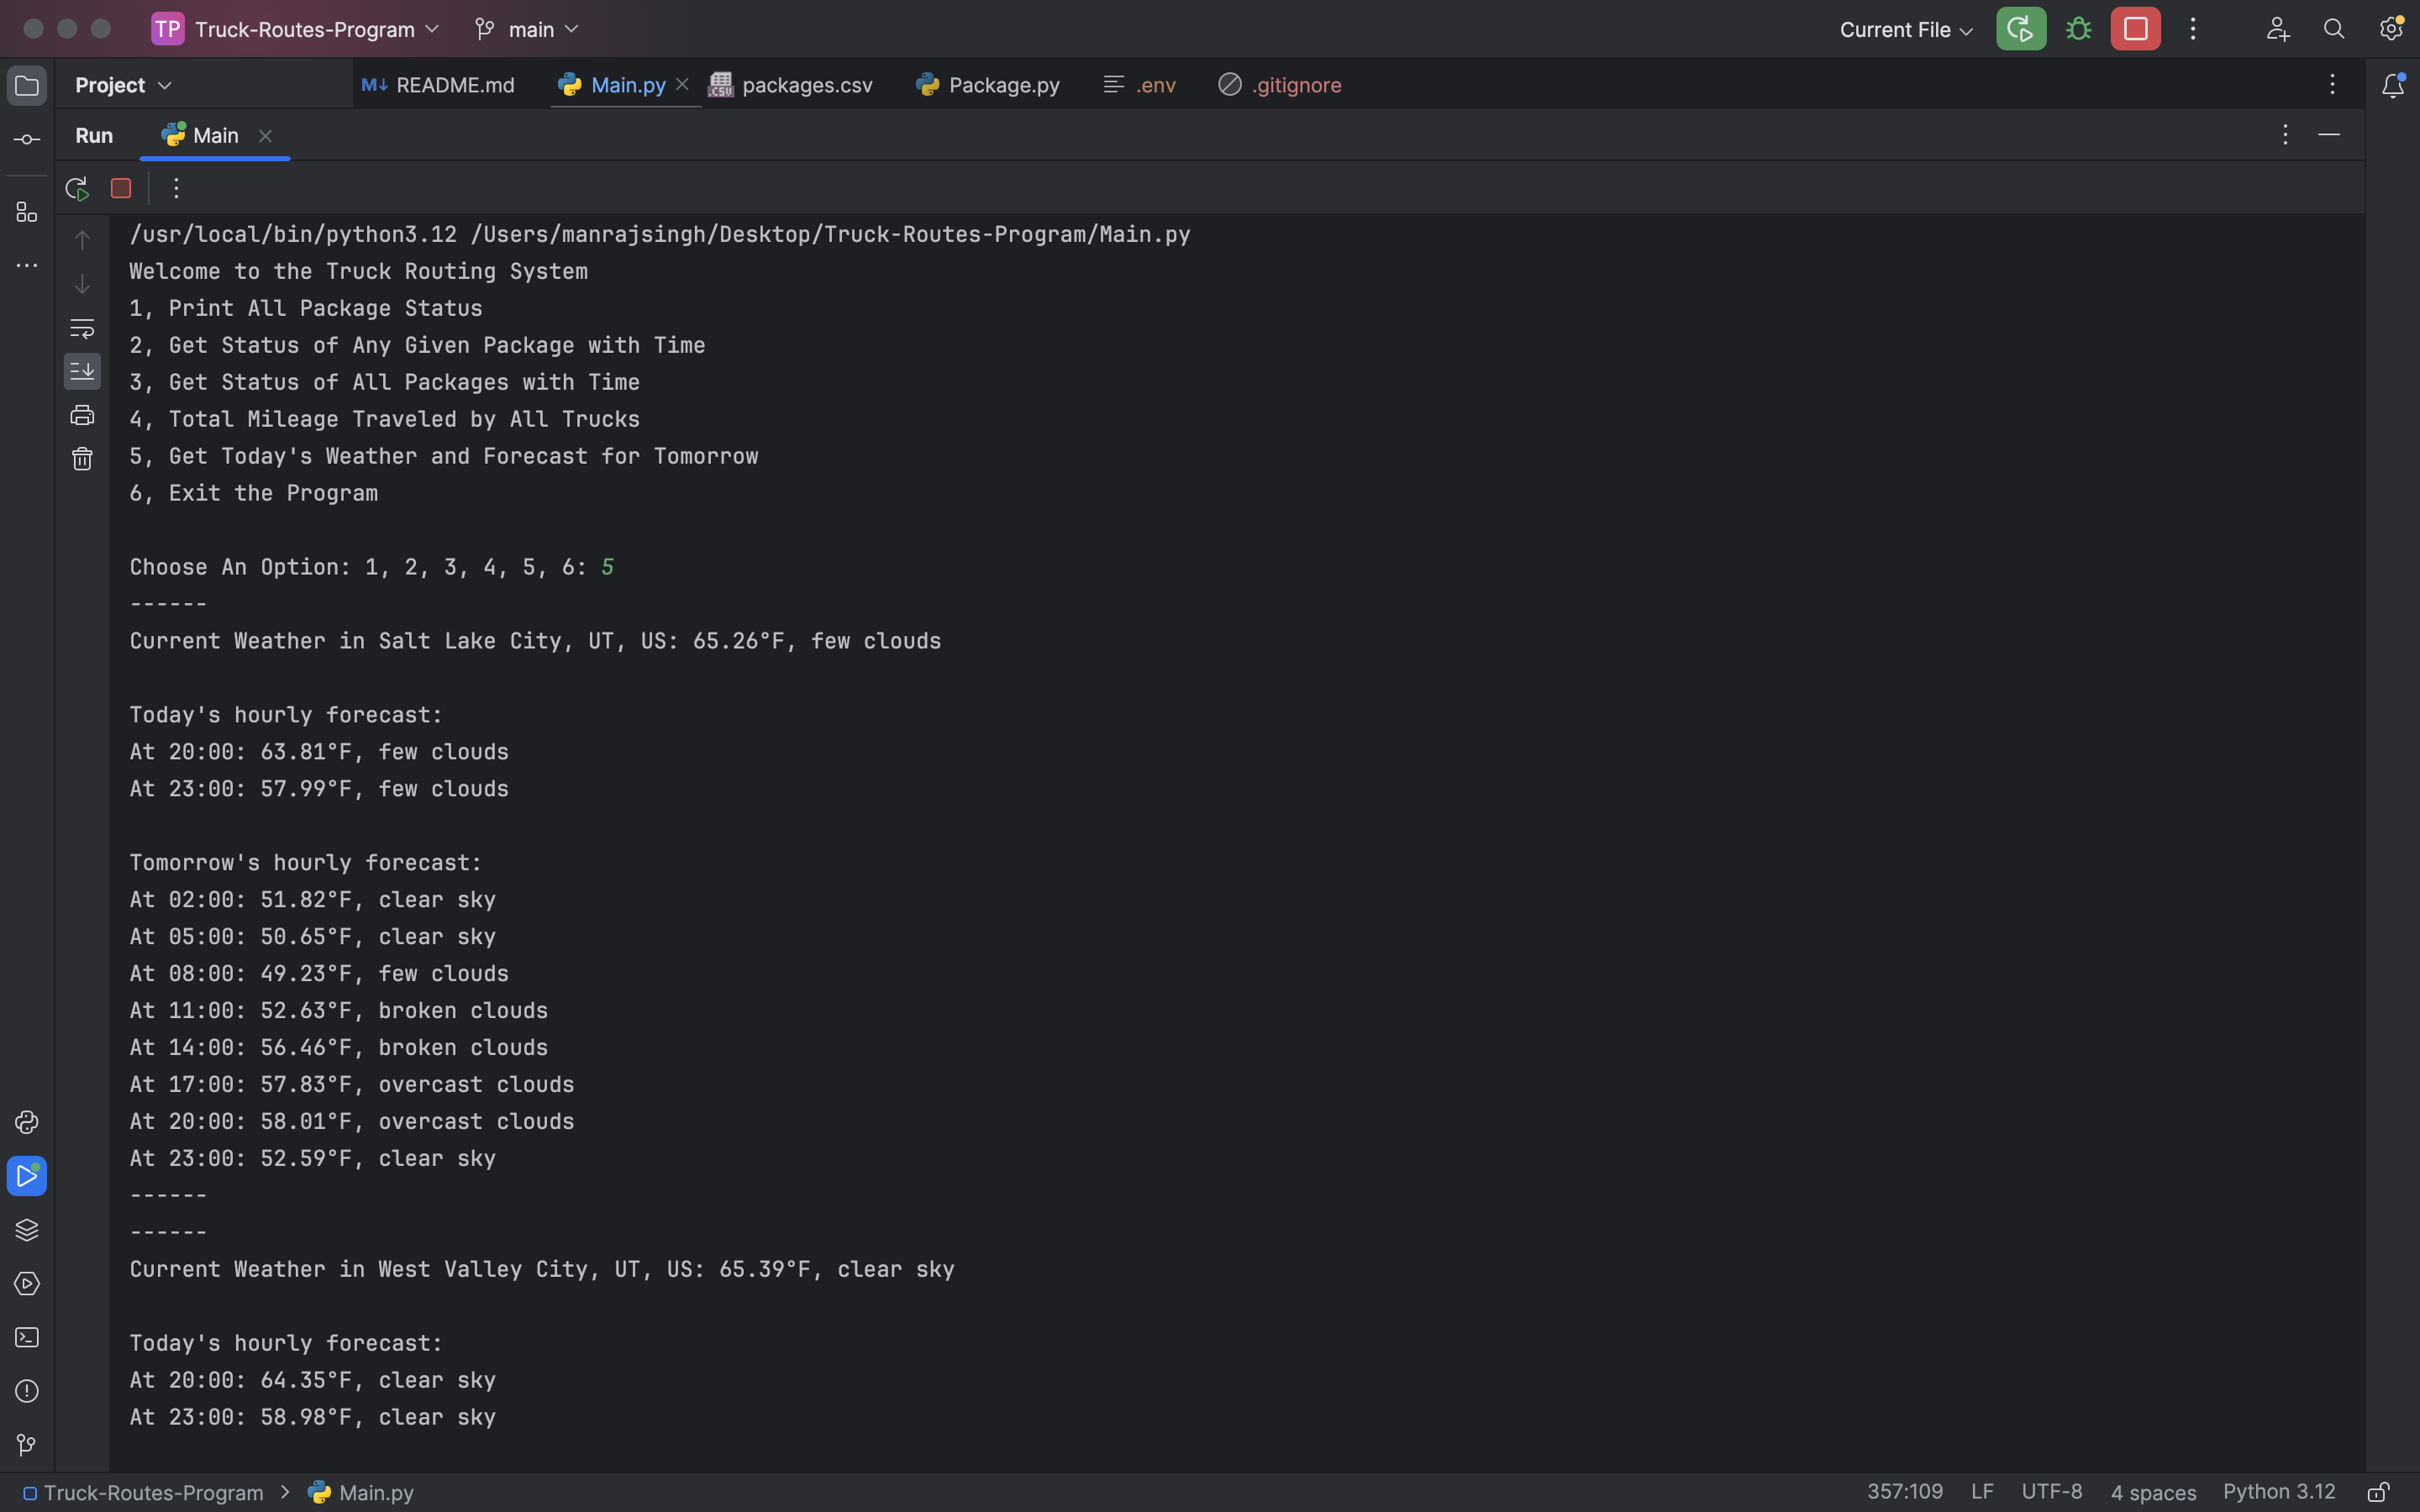 TP Truck-Routes-Program main Current File
Project README.md Main.py packages.csv Package.py .env .gitignore
Run Main
/usr/local/bin/python3.12 /Users/manrajsingh/Desktop/Truck-Routes-Program/Main.py
Welcome to the Truck Routing System
1, Print All Package Status
2, Get Status of Any Given Package with Time
3, Get Status of All Packages with Time
4, Total Mileage Traveled by All Trucks
5, Get Today's Weather and Forecast for Tomorrow
6, Exit the Program
Choose An Option: 1, 2, 3, 4, 5, 6: 5
------
Current Weather in Salt Lake City, UT, US: 65.26°F, few clouds
Today's hourly forecast:
At 20:00: 63.81°F, few clouds
At 23:00: 57.99°F, few clouds
Tomorrow's hourly forecast:
At 02:00: 51.82°F, clear sky
At 05:00: 50.65°F, clear sky
At 08:00: 49.23°F, few clouds
At 11:00: 52.63°F, broken clouds
At 14:00: 56.46°F, broken clouds
At 17:00: 57.83°F, overcast clouds
At 20:00: 58.01°F, overcast clouds
At 23:00: 52.59°F, clear sky
------
------
Current Weather in West Valley City, UT, US: 65.39°F, clear sky
Today's hourly forecast:
At 20:00: 64.35°F, clear sky
At 23:00: 58.98°F, clear sky
Truck-Routes-Program > Main.py 357:109 LF UTF-8 4 spaces Python 3.12